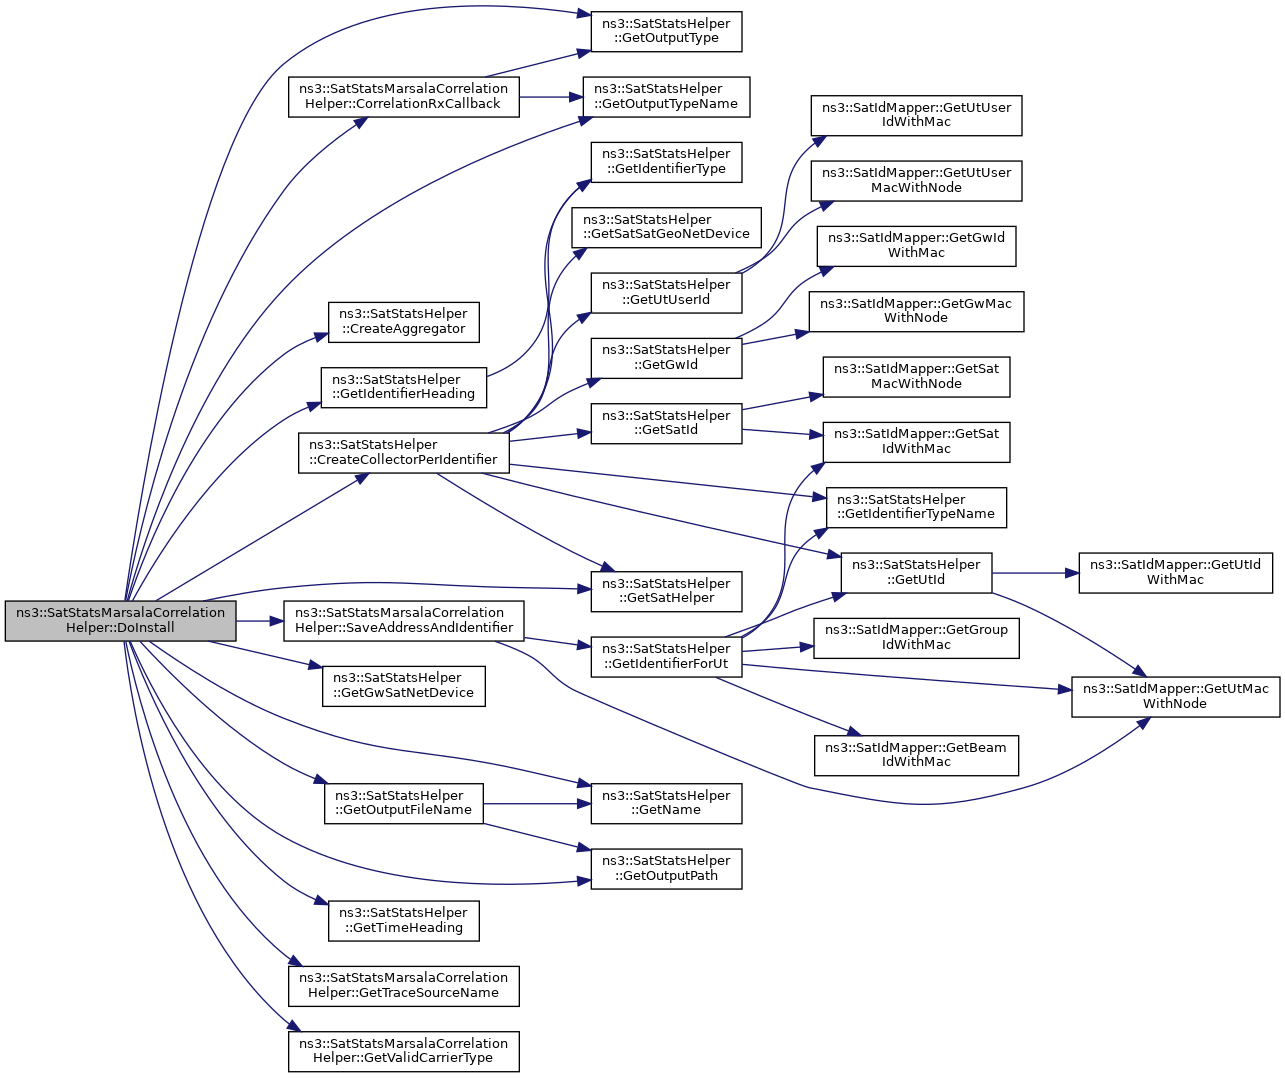 ns3::SatStatsHelper
::GetOutputType
ns3::SatStatsMarsalaCorrelation
Helper::CorrelationRxCallback
ns3::SatStatsHelper
::GetOutputTypeName
ns3::SatIdMapper::GetUtUser
IdWithMac
ns3::SatStatsHelper
::GetIdentifierType
ns3::SatIdMapper::GetUtUser
MacWithNode
ns3::SatStatsHelper
::GetSatSatGeoNetDevice
ns3::SatIdMapper::GetGwId
WithMac
ns3::SatStatsHelper
::GetUtUserId
ns3::SatIdMapper::GetGwMac
WithNode
ns3::SatStatsHelper
::CreateAggregator
ns3::SatStatsHelper
::GetGwId
ns3::SatIdMapper::GetSat
MacWithNode
ns3::SatStatsHelper
::GetIdentifierHeading
ns3::SatStatsHelper
::GetSatId
ns3::SatIdMapper::GetSat
IdWithMac
ns3::SatStatsHelper
::CreateCollectorPerIdentifier
ns3::SatStatsHelper
::GetIdentifierTypeName
ns3::SatStatsHelper
::GetUtId
ns3::SatIdMapper::GetUtId
WithMac
ns3::SatStatsHelper
::GetSatHelper
ns3::SatStatsMarsalaCorrelation
Helper::DoInstall
ns3::SatStatsMarsalaCorrelation
Helper::SaveAddressAndIdentifier
ns3::SatIdMapper::GetGroup
IdWithMac
ns3::SatStatsHelper
::GetIdentifierForUt
ns3::SatStatsHelper
::GetGwSatNetDevice
ns3::SatIdMapper::GetUtMac
WithNode
ns3::SatIdMapper::GetBeam
IdWithMac
ns3::SatStatsHelper
::GetOutputFileName
ns3::SatStatsHelper
::GetName
ns3::SatStatsHelper
::GetOutputPath
ns3::SatStatsHelper
::GetTimeHeading
ns3::SatStatsMarsalaCorrelation
Helper::GetTraceSourceName
ns3::SatStatsMarsalaCorrelation
Helper::GetValidCarrierType